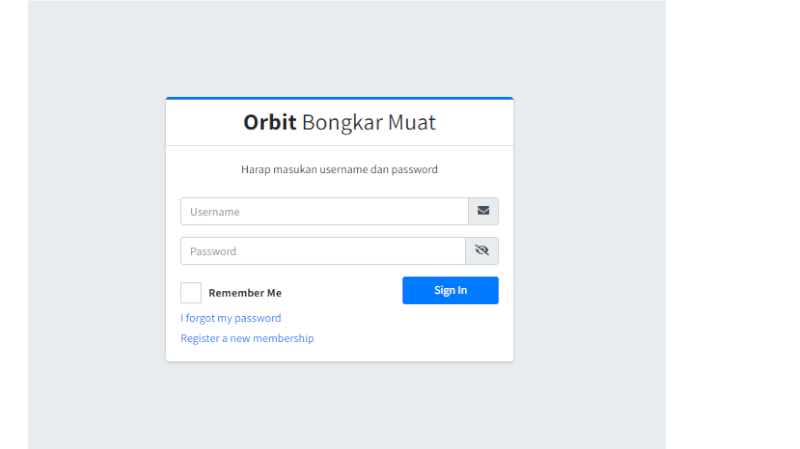 Orbit Bongkar Muat
Harap masukan username dan password
Username
Password
Remember Me
Sign In
I forgot my password
Register a new membership